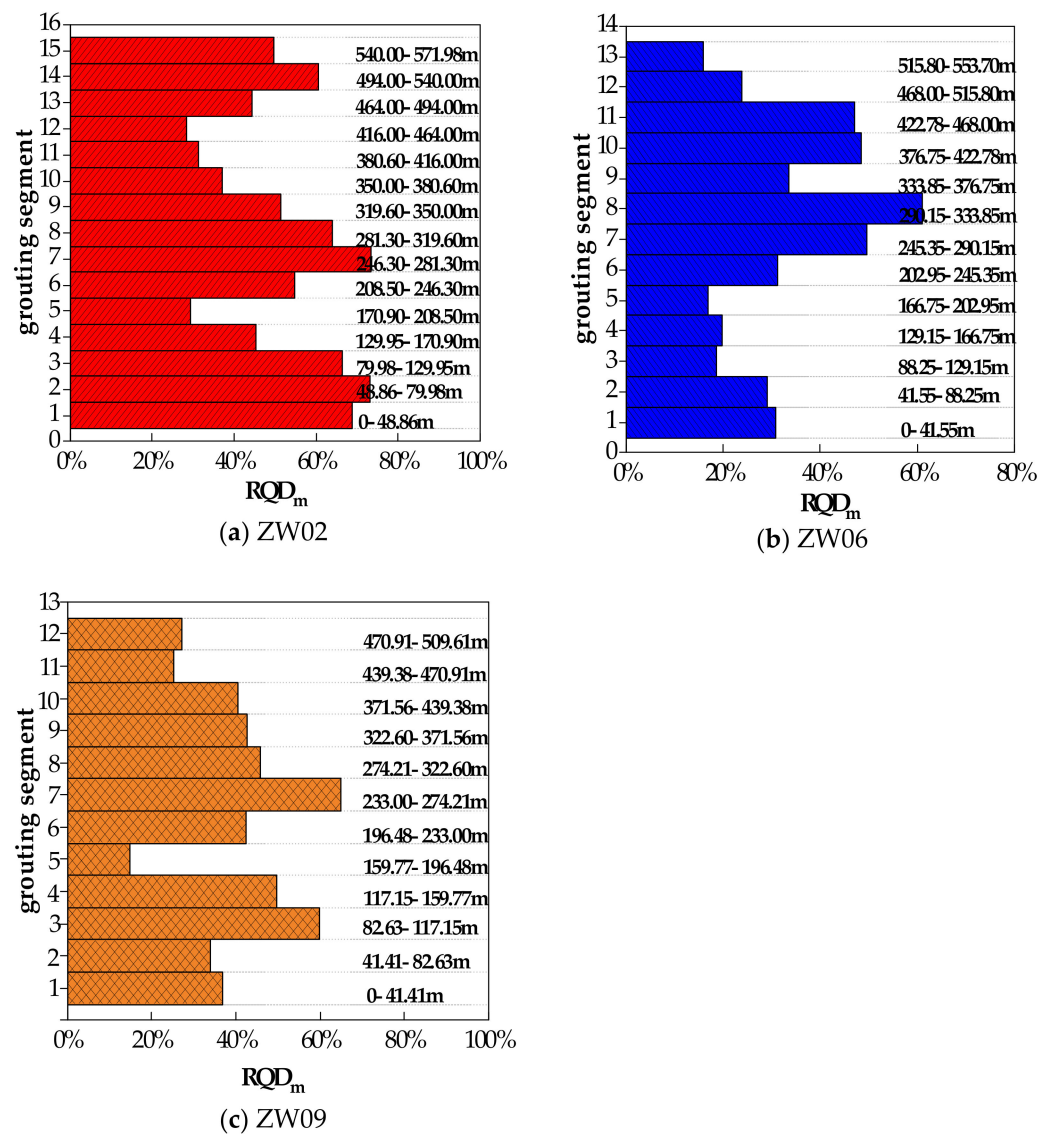 16
15
14
13
12
11
10
9
8
7
6
5
4
3
2
1
0
grouting segment
540.00-571.98m
494.00-540.00m
464.00-494.00m
416.00-464.00m
380.60-416.00m
350.00-380.60m
319.60-350.00m
281.30-319.60m
246.30-281.30m
208.50-246.30m
170.90-208.50m
129.95-170.90m
79.98-129.95m
48.86-79.98m
0-48.86m
0% 20% 40% 60% 80% 100%
RQDm
(a) ZW02
14
13
12
11
10
9
8
7
6
5
4
3
2
1
0
grouting segment
515.80-553.70m
468.00-515.80m
422.78-468.00m
376.75-422.78m
333.85-376.75m
290.15-333.85m
245.35-290.15m
202.95-245.35m
166.75-202.95m
129.15-166.75m
88.25-129.15m
41.55-88.25m
0-41.55m
0% 20% 40% 60% 80%
RQDm
(b) ZW06
13
12
11
10
9
8
7
6
5
4
3
2
1
grouting segment
470.91-509.61m
439.38-470.91m
371.56-439.38m
322.60-371.56m
274.21-322.60m
233.00-274.21m
196.48-233.00m
159.77-196.48m
117.15-159.77m
82.63-117.15m
41.41-82.63m
0-41.41m
0% 20% 40% 60% 80% 100%
RQDm
(c) ZW09